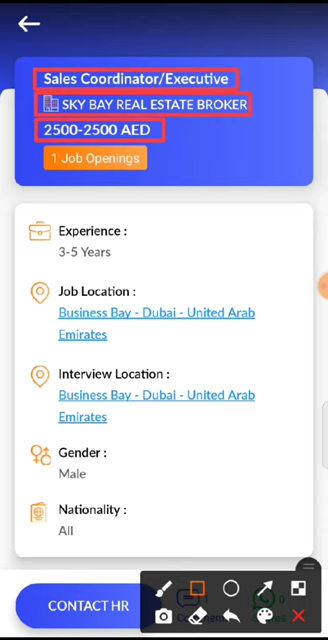 Sales Coordinator/Executive
SKY BAY REAL ESTATE BROKER
2500-2500 AED
1 Job Openings
Experience :
3-5 Years
Job Location :
Business Bay - Dubai - United Arab
Emirates
Interview Location :
Business Bay - Dubai - United Arab
Emirates
Gender :
Male
Nationality :
All
CONTACT HR